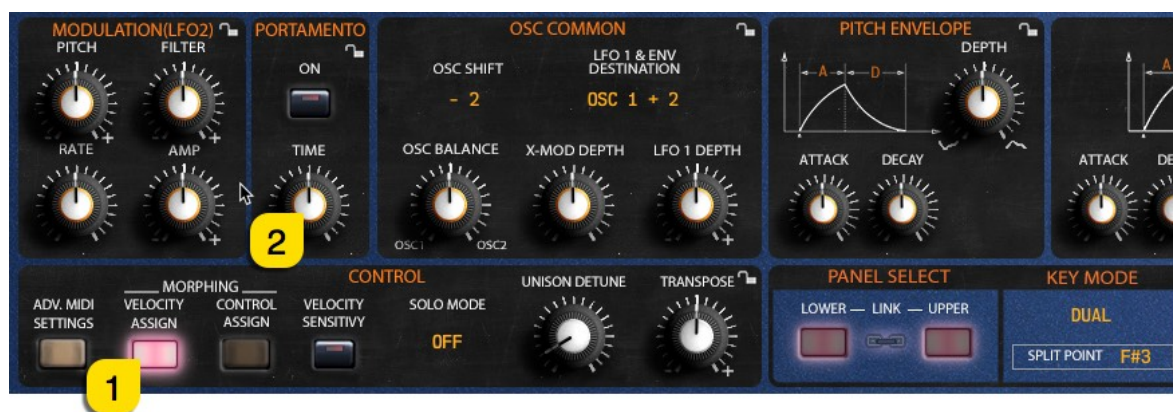 MODULATION(LFO2)
PITCH
FILTER
RATE
AMP
PORTAMENTO
ON
TIME
2
OSC COMMON
OSC SHIFT
- 2
LFO 1 & ENV
DESTINATION
OSC 1 + 2
OSC BALANCE
X-MOD DEPTH
LFO 1 DEPTH
OSC1
OSC2
PITCH ENVELOPE
DEPTH
A
D
ATTACK
DECAY
A
ATTACK
DE
CONTROL
ADV. MIDI
SETTINGS
MORPHING
VELOCITY
ASSIGN
CONTROL
ASSIGN
VELOCITY
SENSITIVY
SOLO MODE
OFF
UNISON DETUNE
TRANSPOSE
1
PANEL SELECT
LOWER — LINK — UPPER
KEY MODE
DUAL
SPLIT POINT F#3